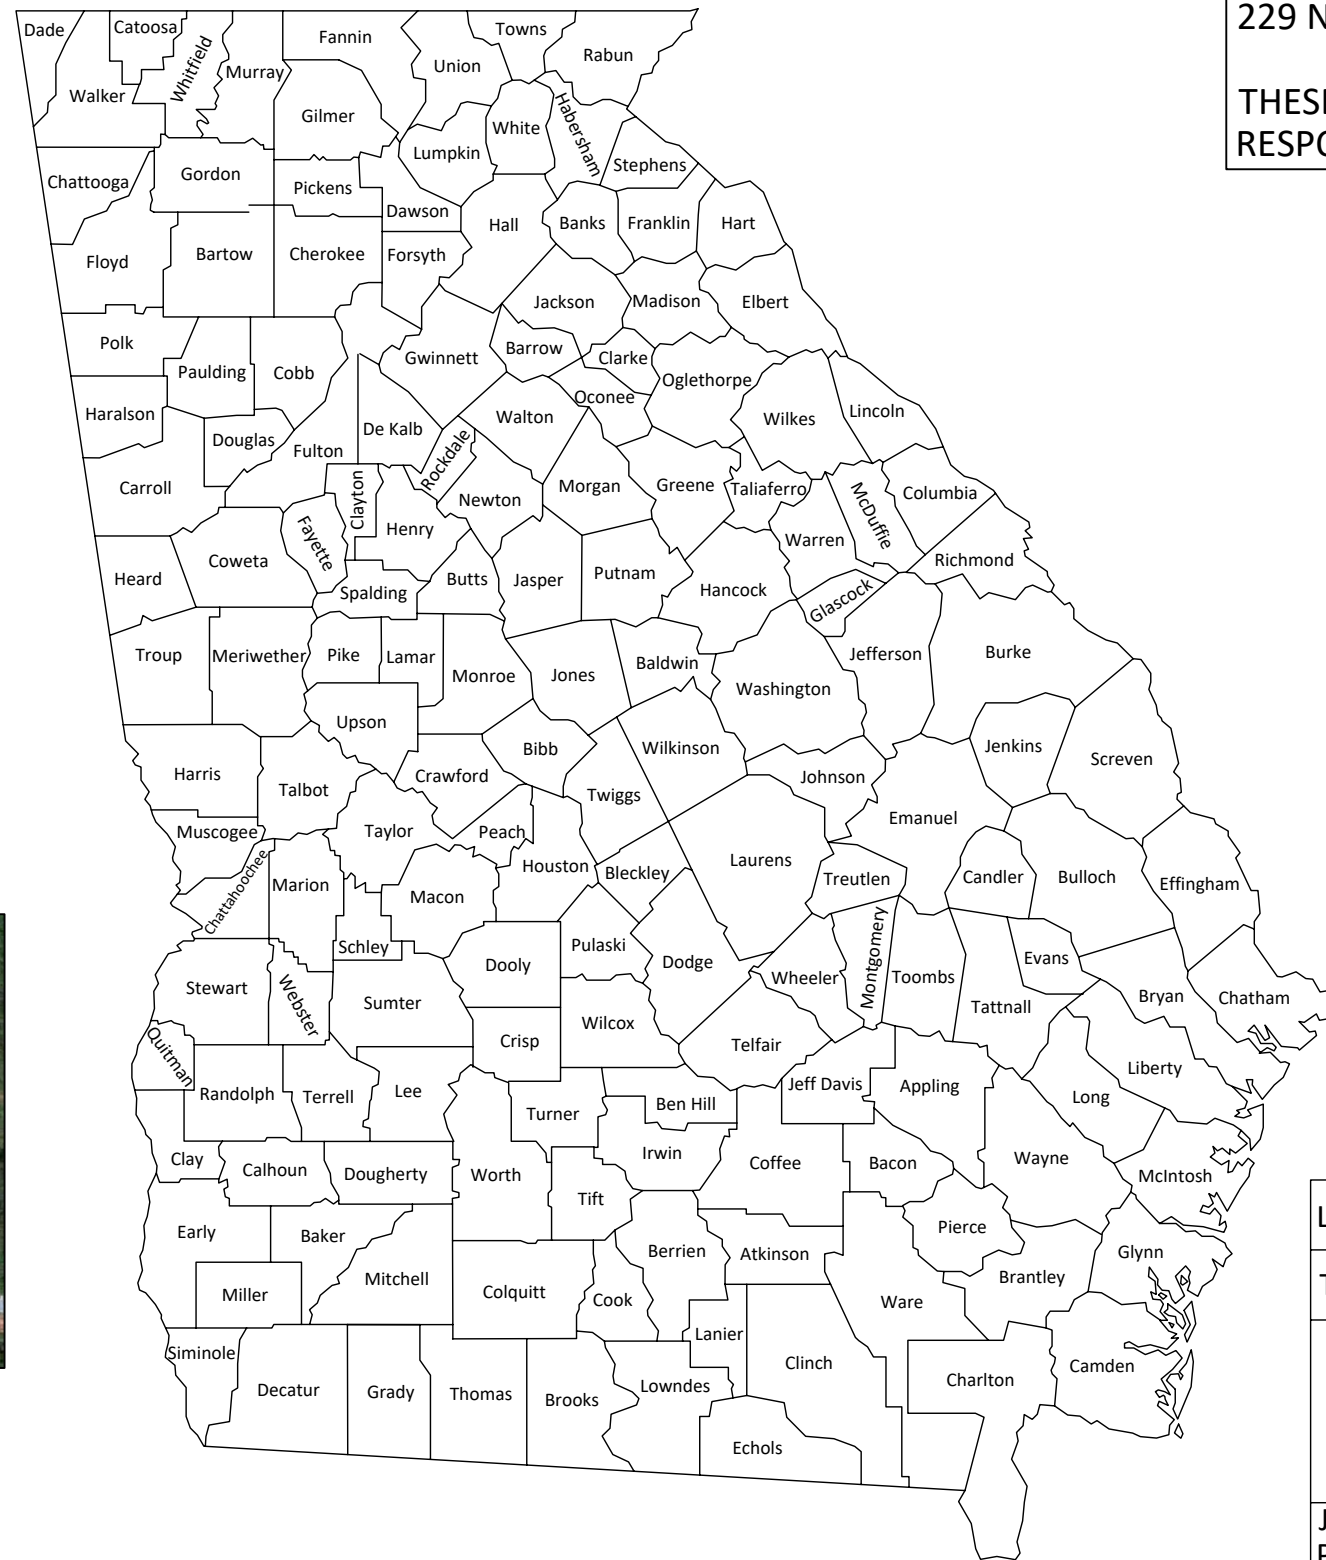 229 N
THESE
RESPO
Dade
Catoosa
Whitfield
Murray
Fannin
Union
Towns
Rabun
Walker
Gilmer
White
Habersham
Lumpkin
Stephens
Chattooga
Gordon
Pickens
Dawson
Hall
Banks
Franklin
Hart
Floyd
Bartow
Cherokee
Forsyth
Jackson
Madison
Elbert
Polk
Paulding
Cobb
Gwinnett
Barrow
Clarke
Oglethorpe
Oconee
Haralson
Douglas
Fulton
De Kalb
Rockdale
Walton
Wilkes
Lincoln
Carroll
Clayton
Newton
Morgan
Greene
Taliaferro
McDuffie
Columbia
Fayette
Henry
Warren
Richmond
Heard
Coweta
Spalding
Butts
Jasper
Putnam
Hancock
Glascock
Troup
Meriwether
Pike
Lamar
Monroe
Jones
Baldwin
Washington
Jefferson
Burke
Upson
Bibb
Wilkinson
Jenkins
Screven
Harris
Talbot
Crawford
Twiggs
Johnson
Emanuel
Muscogee
Taylor
Peach
Houston
Bleckley
Laurens
Treutlen
Candler
Bulloch
Effingham
Chattahoochee
Marion
Macon
Schley
Dooly
Pulaski
Dodge
Wheeler
Montgomery
Toombs
Evans
Tattnall
Bryan
Chatham
Stewart
Webster
Sumter
Crisp
Wilcox
Telfair
Quitman
Randolph
Terrell
Lee
Turner
Ben Hill
Jeff Davis
Appling
Long
Liberty
Clay
Calhoun
Dougherty
Worth
Tift
Irwin
Coffee
Bacon
Wayne
McIntosh
Early
Baker
Mitchell
Berrien
Atkinson
Pierce
Glynn
Miller
Colquitt
Cook
Lanier
Ware
Brantley
Siminole
Decatur
Grady
Thomas
Brooks
Lowndes
Clinch
Charlton
Camden
Echols
L
T
J